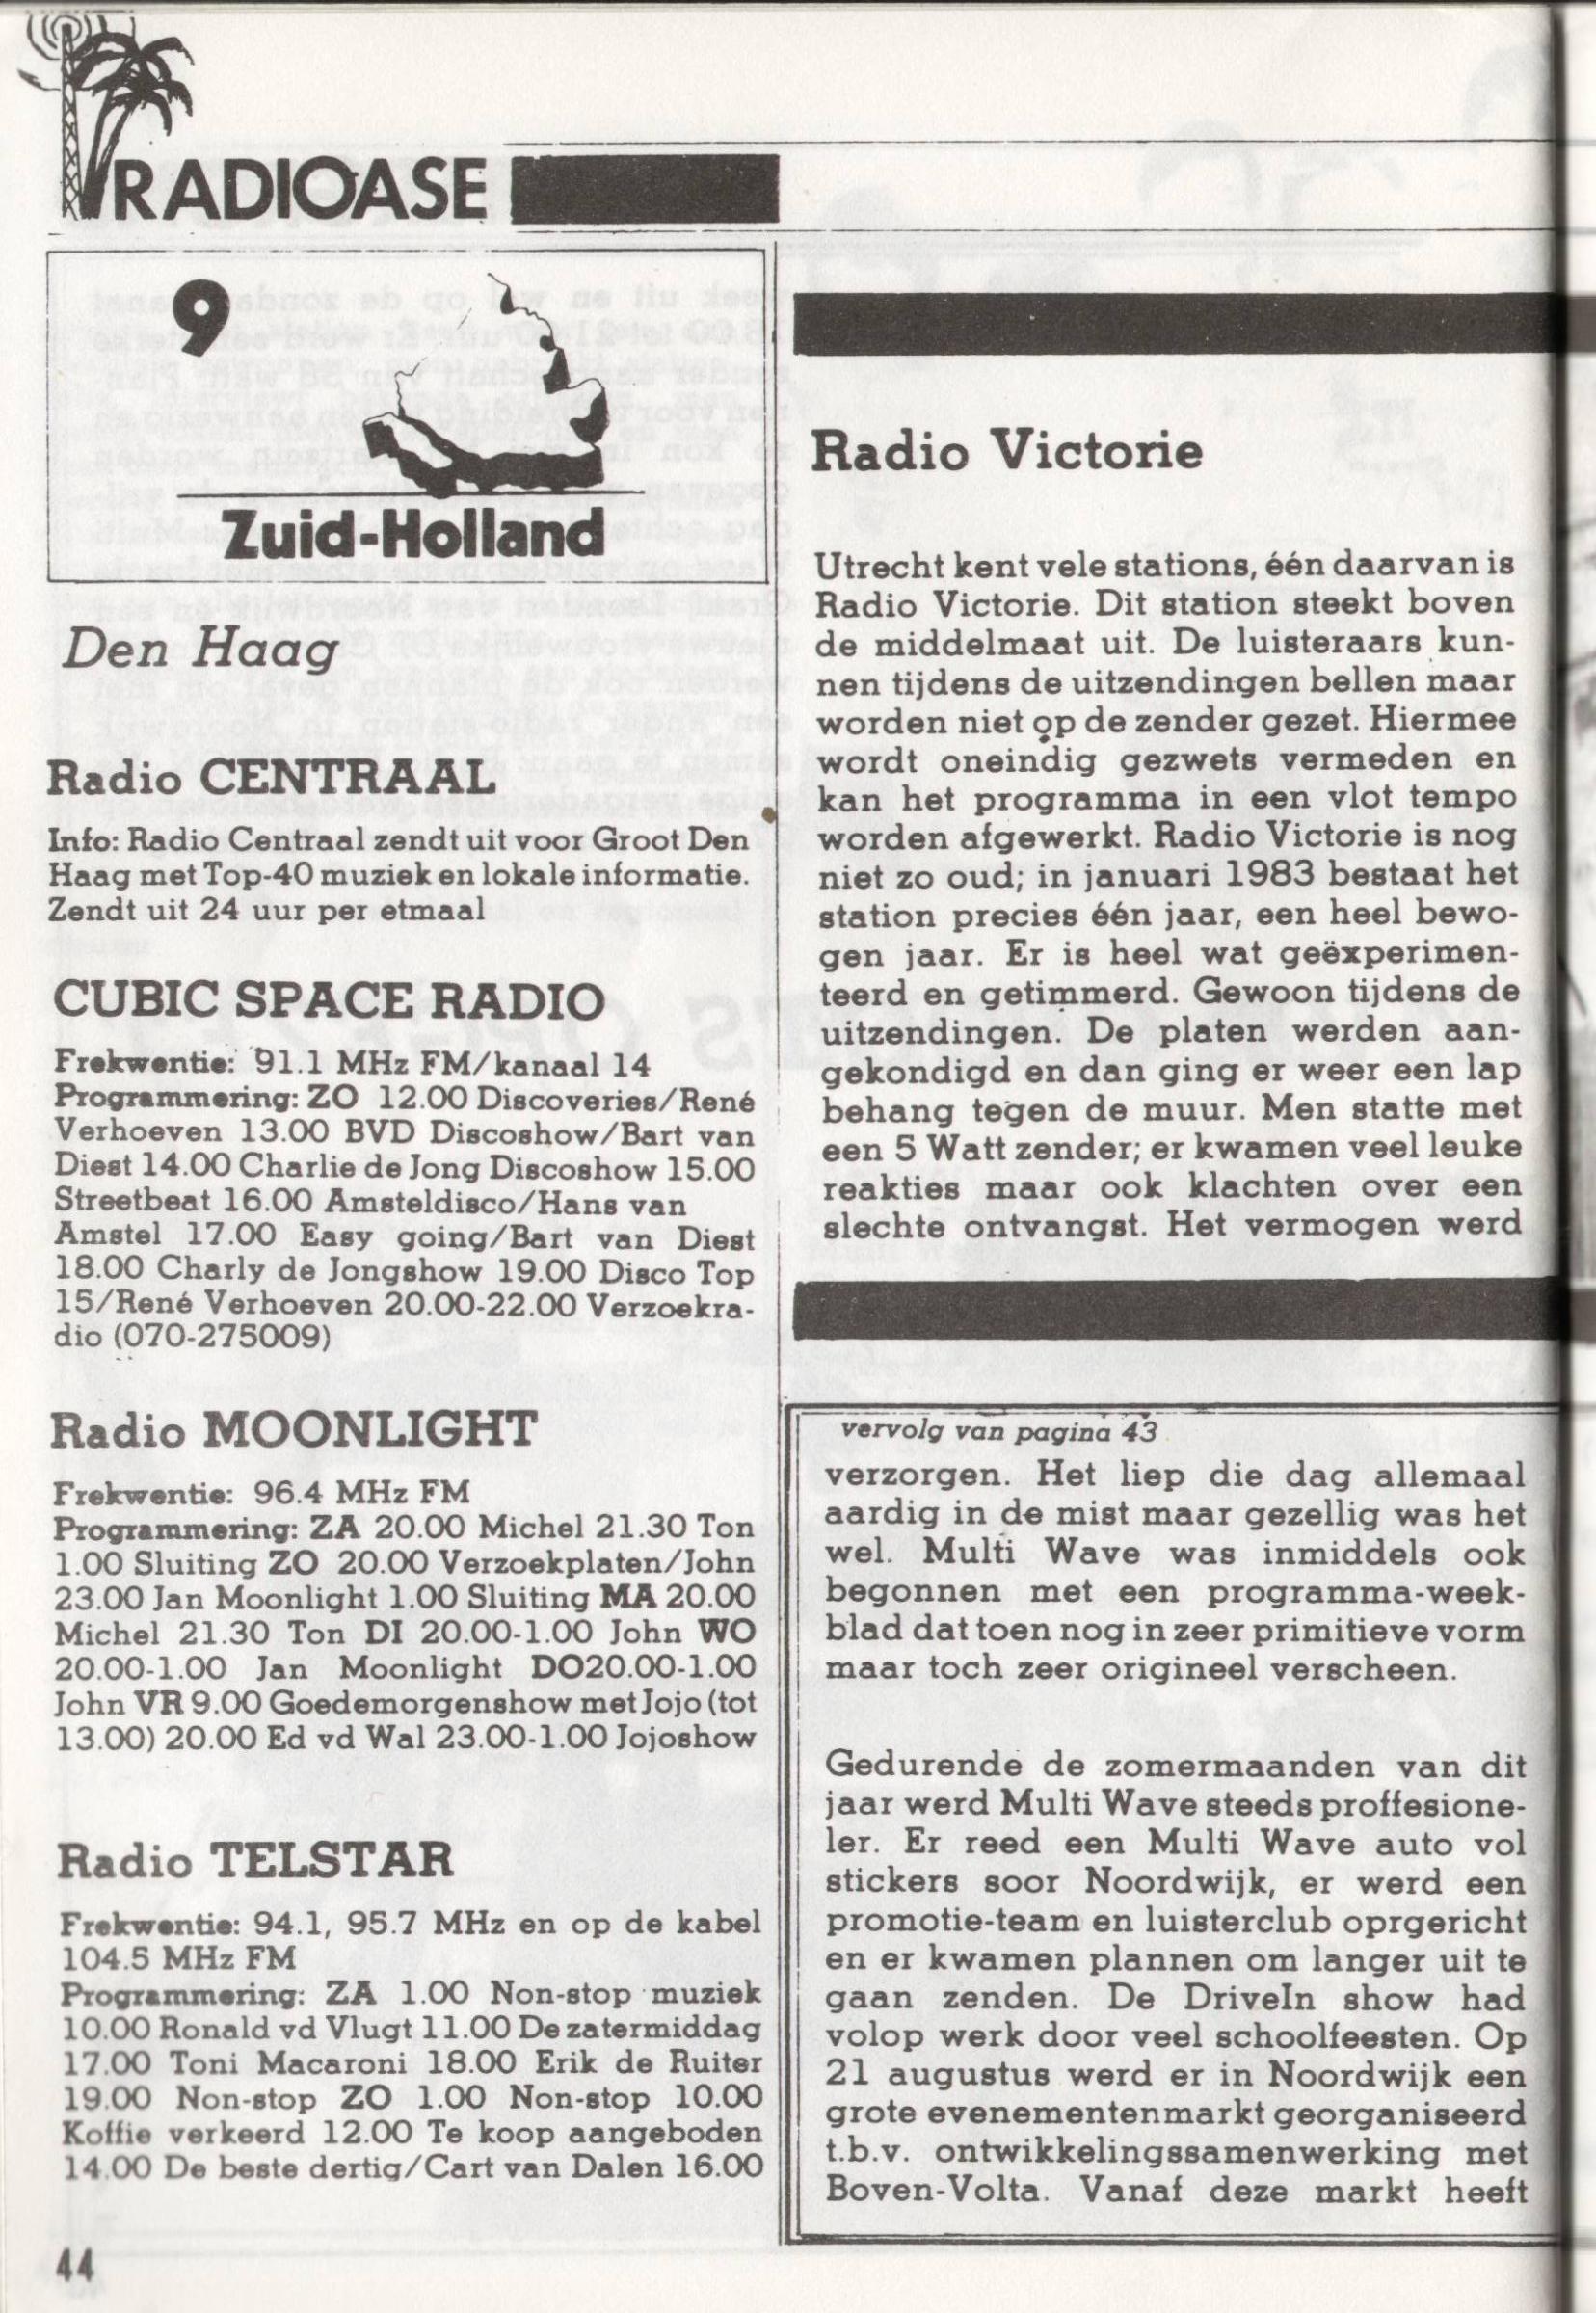 RADIOASE
9
Zuid-Holland
Den Haag
Radio CENTRAAL
Info: Radio Centraal zendt uit voor Groot Den
Haag met Top-40 muziek en lokale informatie.
Zendt uit 24 uur per etmaal
CUBIC SPACE RADIO
Frekwentie: 91.1 MHz FM/kanaal 14
Programmering: ZO 12.00 Discoveries/René
Verhoeven 13.00 BVD Discoshow/Bart van
Diest 14.00 Charlie de Jong Discoshow 15.00
Streetbeat 16.00 Amsteldisco/Hans van
Amstel 17.00 Easy going/Bart van Diest
18.00 Charly de Jongshow 19.00 Disco Top
15/René Verhoeven 20.00-22.00 Verzoekra-
dio (070-275009)
Radio MOONLIGHT
Frekwentie: 96.4 MHz FM
Programmering: ZA 20.00 Michel 21.30 Ton
1.00 Sluiting ZO 20.00 Verzoekplaten/John
23.00 Jan Moonlight 1.00 Sluiting MA 20.00
Michel 21.30 Ton DI 20.00-1.00 John WO
20.00-1.00 Jan Moonlight DO20.00-1.00
John VR 9.00 Goedemorgenshow met Jojo (tot
13.00) 20.00 Ed vd Wal 23.00-1.00 Jojoshow
Radio TELSTAR
Frekwentie: 94.1, 95.7 MHz en op de kabel
104.5 MHz FM
Programmering: ZA 1.00 Non-stop muziek
10.00 Ronald vd Vlugt 11.00 De zatermiddag
17.00 Toni Macaroni 18.00 Erik de Ruiter
19.00 Non-stop ZO 1.00 Non-stop 10.00
Koffie verkeerd 12.00 Te koop aangeboden
14.00 De beste dertig/Cart van Dalen 16.00
44
Radio Victorie
Utrecht kent vele stations, één daarvan is
Radio Victorie. Dit station steekt boven
de middelmaat uit. De luisteraars kun-
nen tijdens de uitzendingen bellen maar
worden niet op de zender gezet. Hiermee
wordt oneindig gezwets vermeden en
kan het programma in een vlot tempo
worden afgewerkt. Radio Victorie is nog
niet zo oud; in januari 1983 bestaat het
station precies één jaar, een heel bewo-
gen jaar. Er is heel wat geëxperimen-
teerd en getimmerd. Gewoon tijdens de
uitzendingen. De platen werden aan-
gekondigd en dan ging er weer een lap
behang tegen de muur. Men statte met
een 5 Watt zender; er kwamen veel leuke
reakties maar ook klachten over een
slechte ontvangst. Het vermogen werd
vervolg van pagina 43
verzorgen. Het liep die dag allemaal
aardig in de mist maar gezellig was het
wel. Multi Wave was inmiddels ook
begonnen met een programma-week-
blad dat toen nog in zeer primitieve vorm
maar toch zeer origineel verscheen.
Gedurende de zomermaanden van dit
jaar werd Multi Wave steeds proffesione-
ler. Er reed een Multi Wave auto vol
stickers soor Noordwijk, er werd een
promotie-team en luisterclub oprgericht
en er kwamen plannen om langer uit te
gaan zenden. De DriveIn show had
volop werk door veel schoolfeesten. Op
21 augustus werd er in Noordwijk een
grote evenementenmarkt georganiseerd
t.b.v. ontwikkelingssamenwerking met
Boven-Volta. Vanaf deze markt heeft